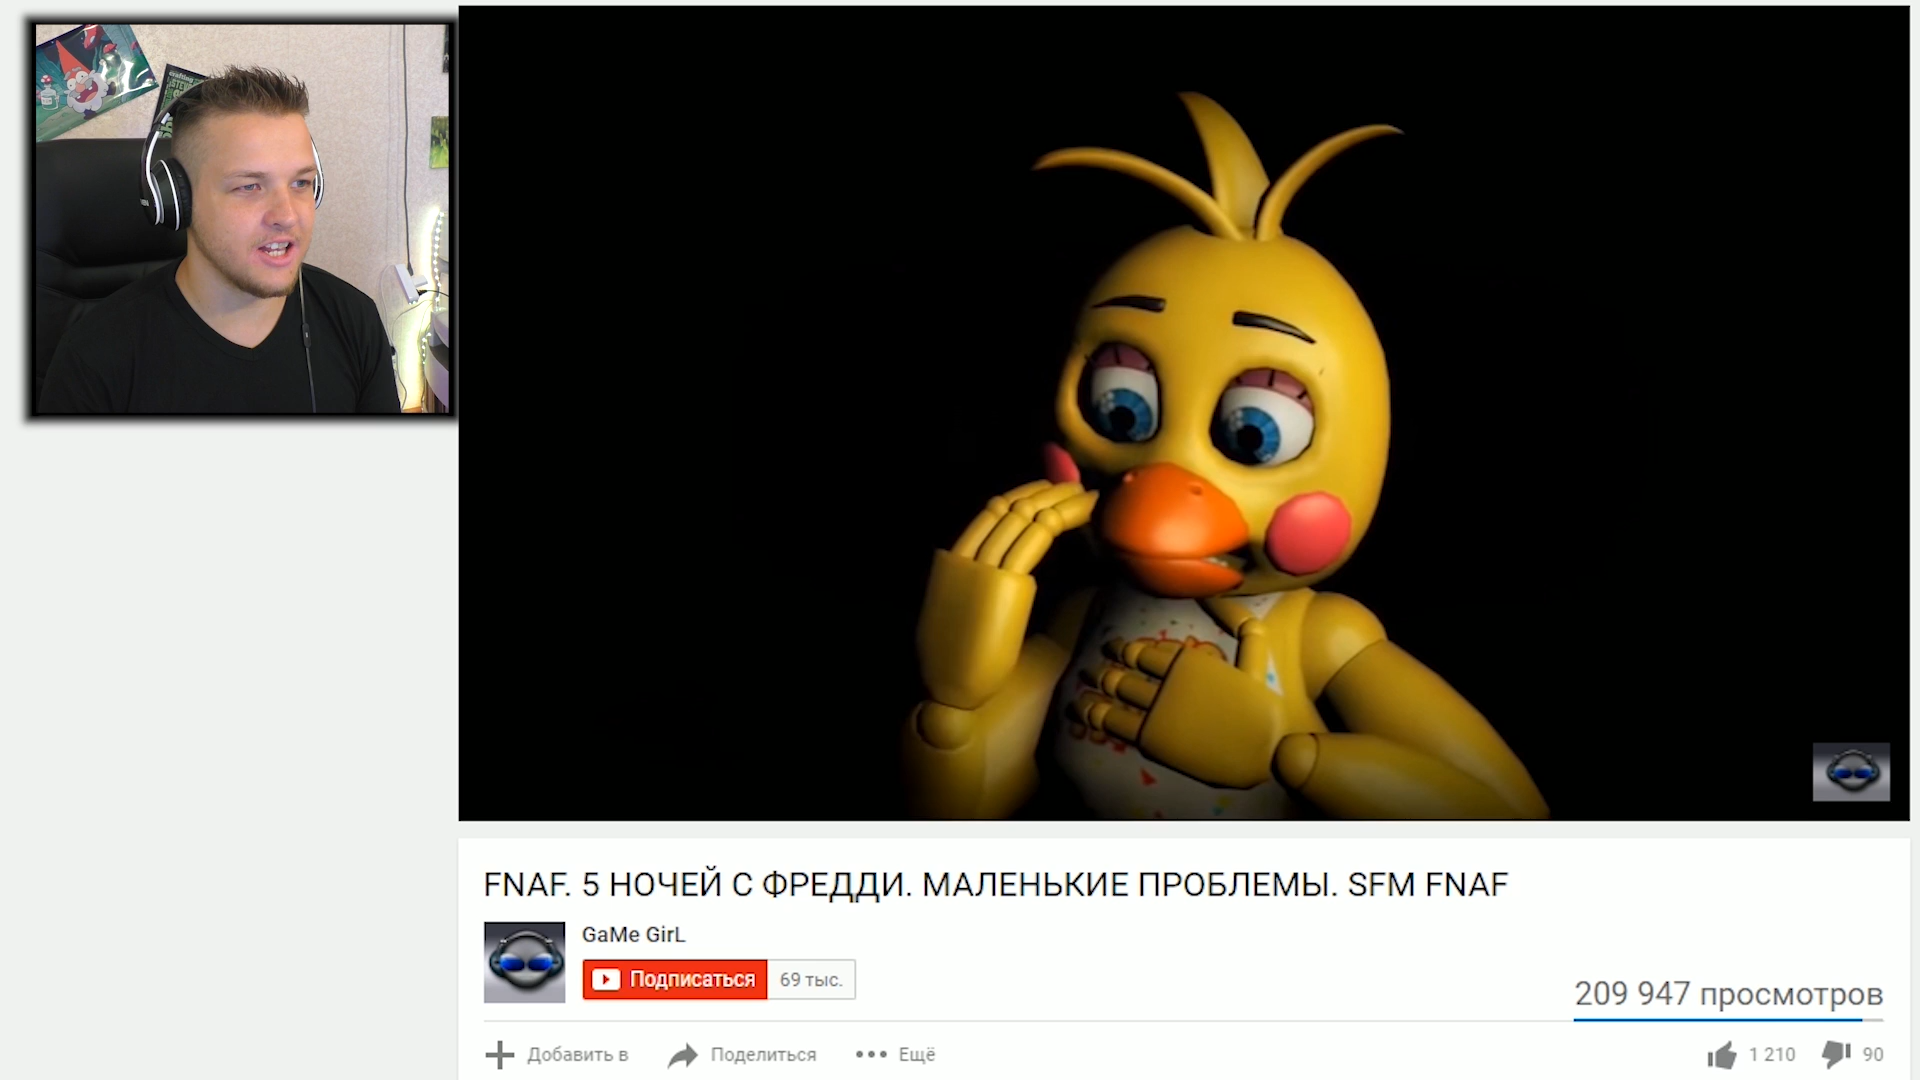 FNAF. 5 НОЧЕЙ С ФРЕДДИ. МАЛЕНЬКИЕ ПРОБЛЕМЫ. SFM FNAF
GaMe GirL
Подписаться 69 тыс.
209 947 просмотров
Добавить в Поделиться Ещё
1 210 90